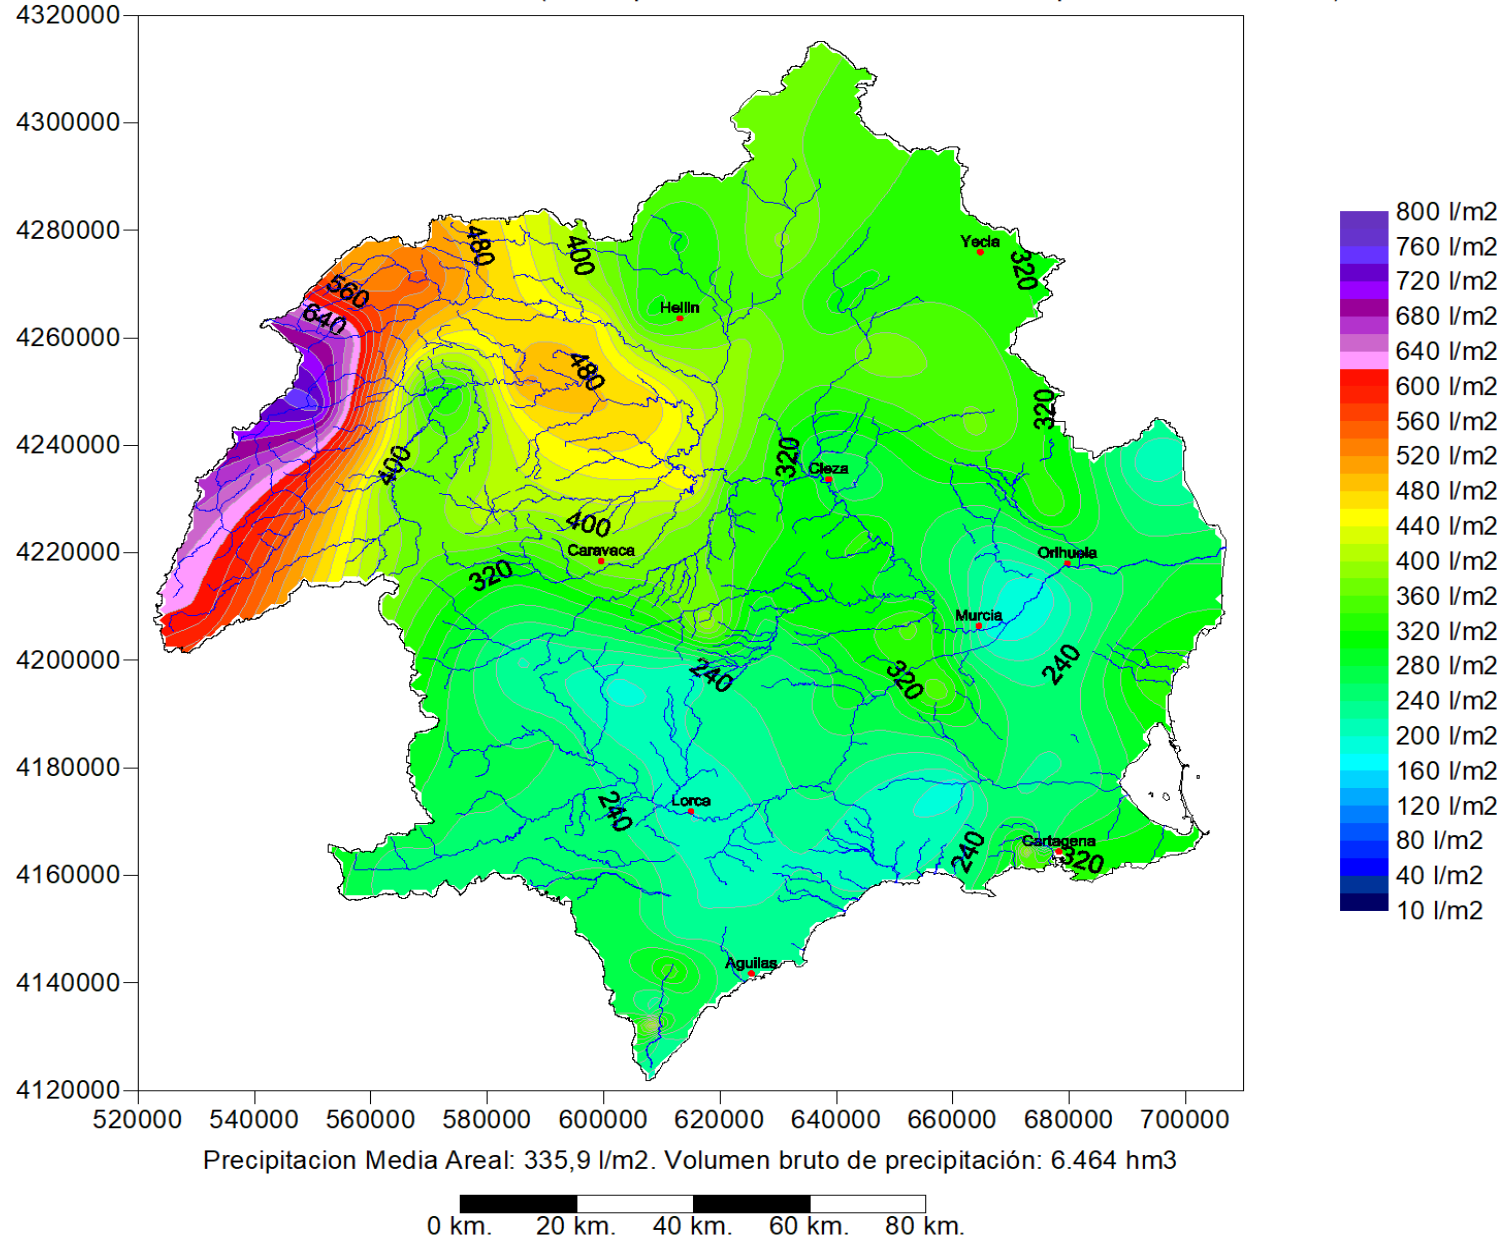 4320000
4300000
4280000
4260000
4240000
4220000
4200000
4180000
4160000
4140000
4120000
520000 540000 560000 580000 600000 620000 640000 660000 680000 700000
480
400
Yecla
320
560
640
Hellin
480
320
400
320
Cieza
400
Caravaca
Orihuela
320
Murcia
240
320
240
240
Lorca
240
Cartagena
320
Aguilas
800 l/m2
760 l/m2
720 l/m2
680 l/m2
640 l/m2
600 l/m2
560 l/m2
520 l/m2
480 l/m2
440 l/m2
400 l/m2
360 l/m2
320 l/m2
280 l/m2
240 l/m2
200 l/m2
160 l/m2
120 l/m2
80 l/m2
40 l/m2
10 l/m2
Precipitacion Media Areal: 335,9 l/m2. Volumen bruto de precipitación: 6.464 hm3
0 km. 20 km. 40 km. 60 km. 80 km.